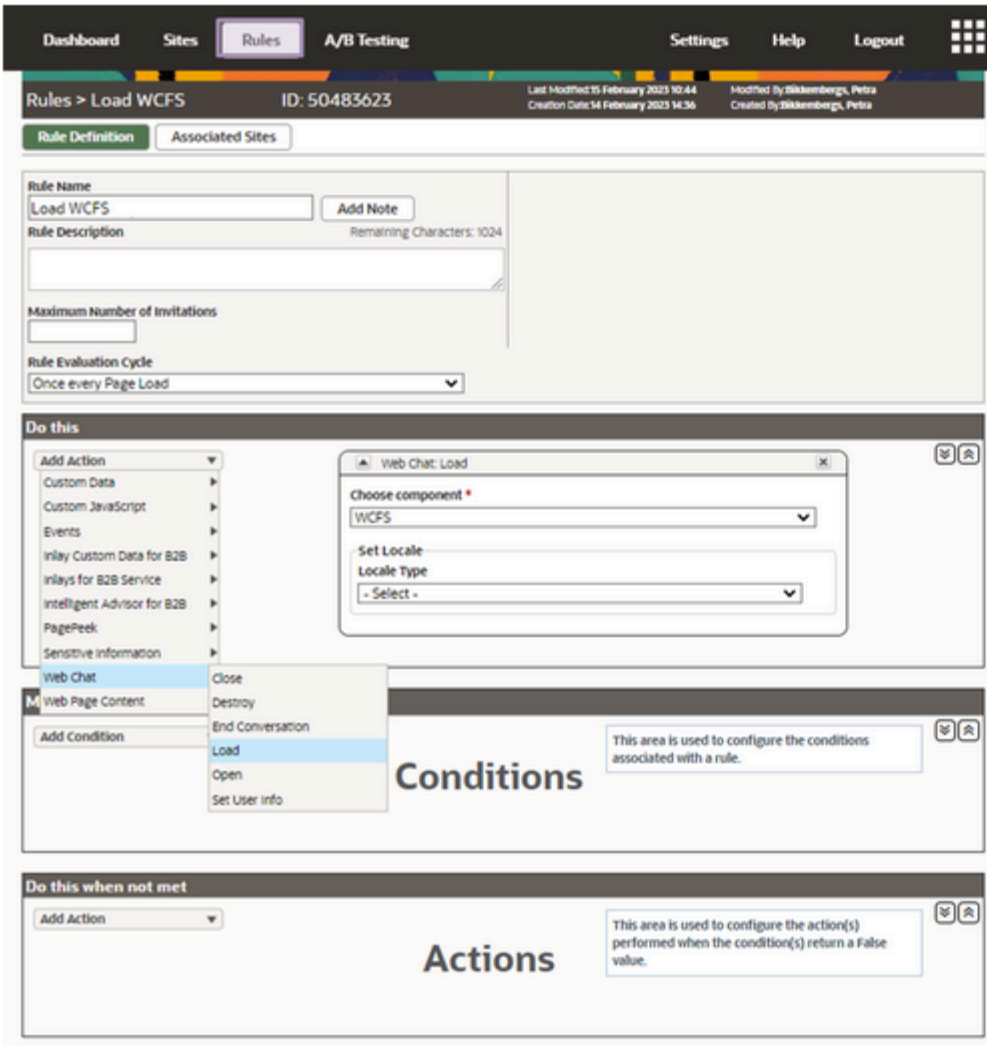 Dashboard Sites Rules A/B Testing Settings Help Logout
Rules > Load WCFS ID: 50483623
Last Modified:15 February 2023 10:44 Modified By:Bikkembergs, Petra
Creation Date:14 February 2023 14:36 Created By:Bikkembergs, Petra
Rule Definition Associated Sites
Rule Name
Load WCFS Add Note
Rule Description Remaining Characters: 1024
Maximum Number of Invitations
Rule Evaluation Cycle
Once every Page Load
Do this
Add Action
Custom Data
Custom JavaScript
Events
Inlay Custom Data for B2B
Inlays for B2B Service
Intelligent Advisor for B2B
PagePeek
Sensitive Information
Web Chat
Web Page Content
Close
Destroy
End Conversation
Load
Open
Set User Info
Web Chat: Load
Choose component *
WCFS
Set Locale
Locale Type
- Select -
M
Add Condition
Conditions
This area is used to configure the conditions
associated with a rule.
Do this when not met
Add Action
Actions
This area is used to configure the action(s)
performed when the condition(s) return a False
value.